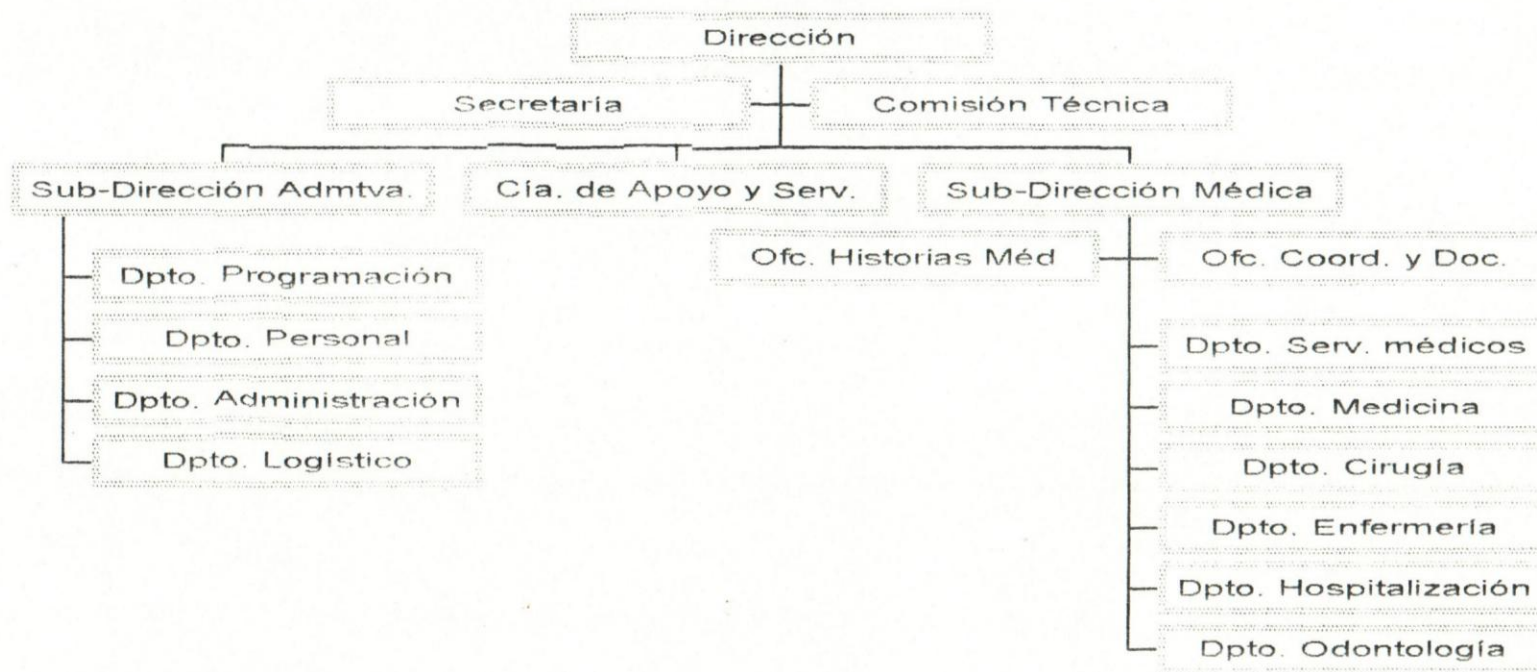 Dirección
Secretaría
Comisión Técnica
Sub-Dirección Admtva.
Cía. de Apoyo y Serv.
Sub-Dirección Médica
Dpto. Programación
Dpto. Personal
Dpto. Administración
Dpto. Logístico
Ofc. Historias Méd
Ofc. Coord. y Doc.
Dpto. Serv. médicos
Dpto. Medicina
Dpto. Cirugía
Dpto. Enfermería
Dpto. Hospitalización
Dpto. Odontología